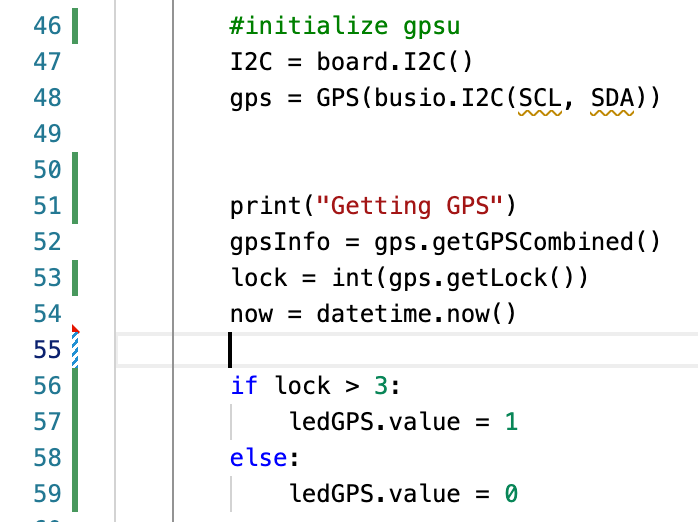 46 #initialize gpsu
47 I2C = board.I2C()
48 gps = GPS(busio.I2C(SCL, SDA))
49
50
51 print("Getting GPS")
52 gpsInfo = gps.getGPSCombined()
53 lock = int(gps.getLock())
54 now = datetime.now()
55
56 if lock > 3:
57     ledGPS.value = 1
58 else:
59     ledGPS.value = 0